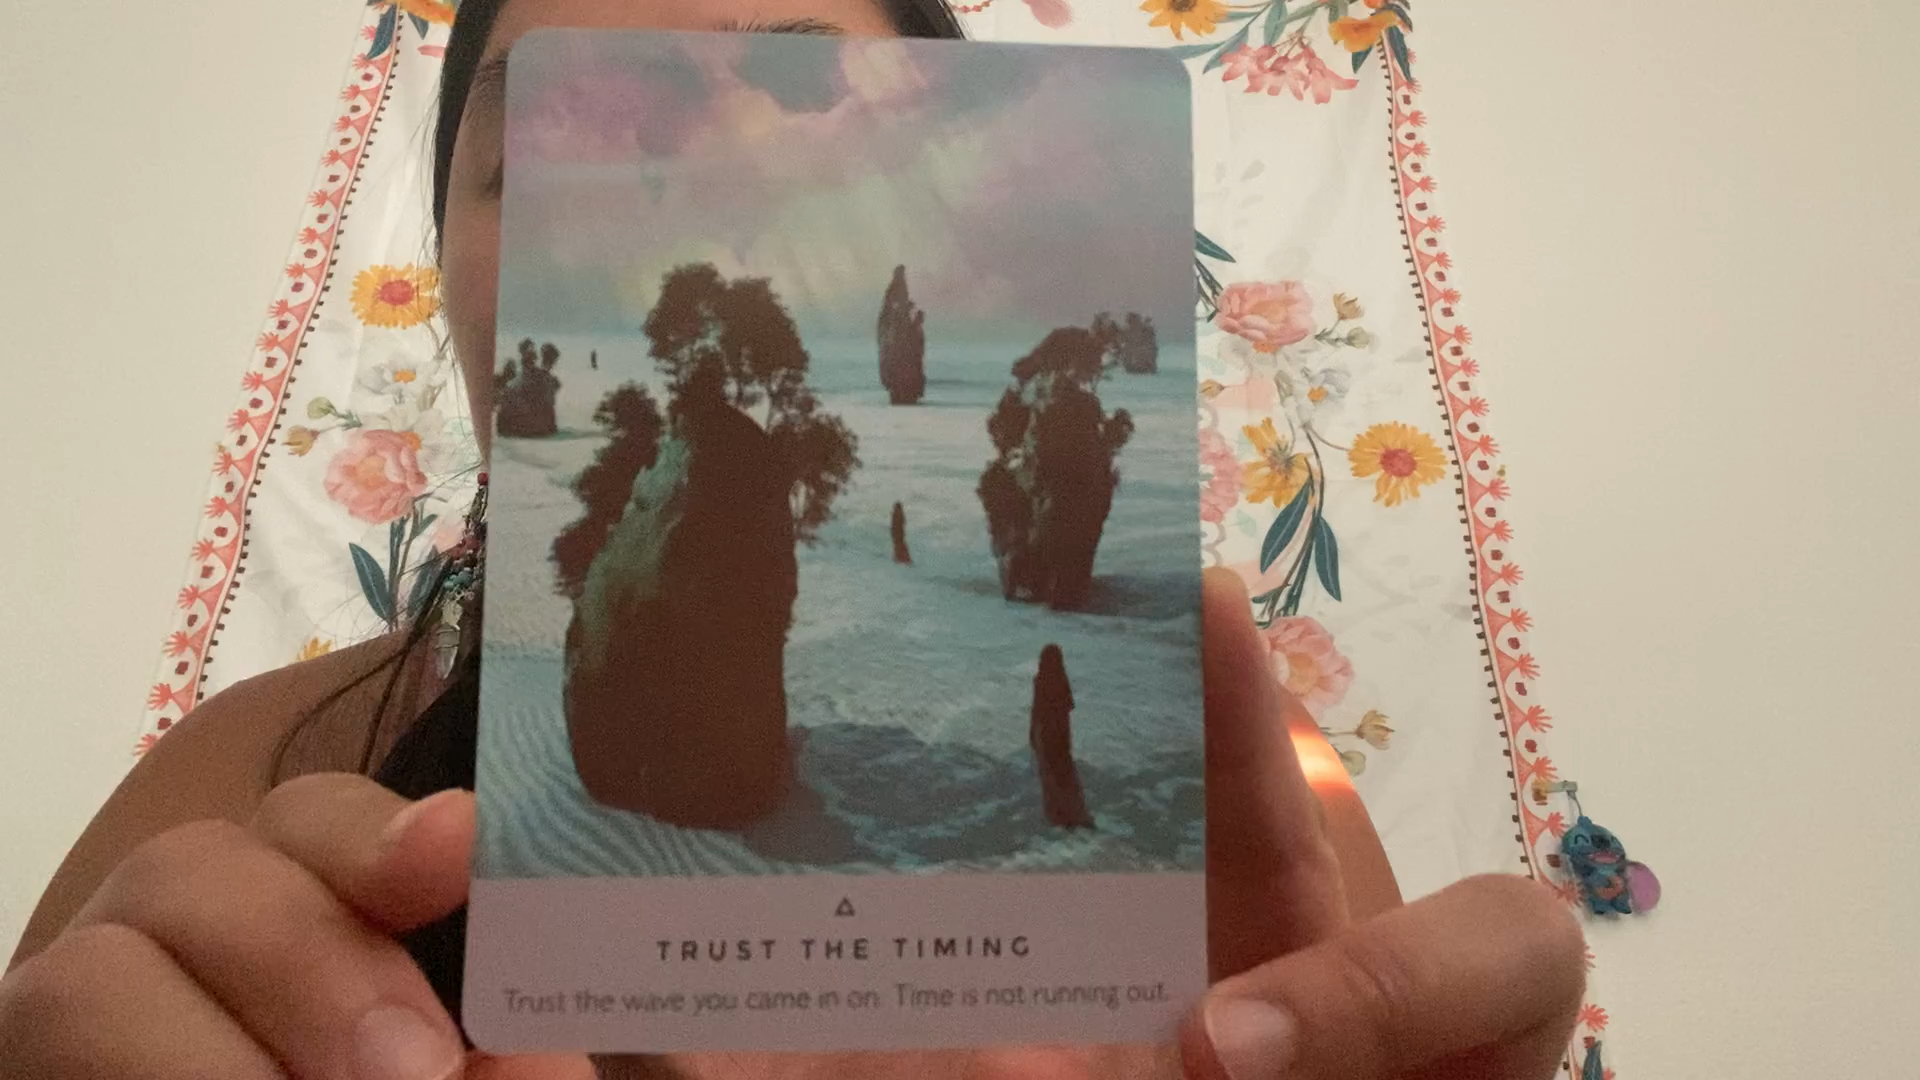 TRUST THE TIMING
Trust the wave you came in on. Time is not running out.